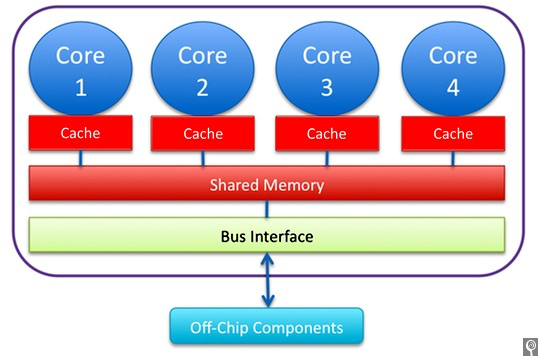 Core
1
Core
2
Core
3
Core
4
Cache
Cache
Cache
Cache
Shared Memory
Bus Interface
Off-Chip Components